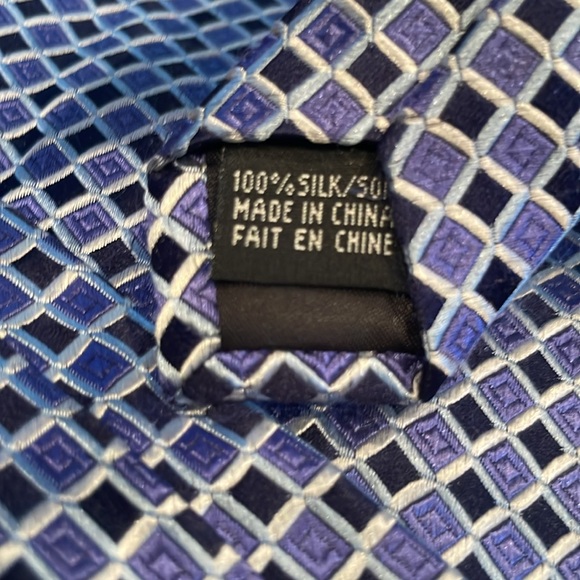 100% SILK/SOI
MADE IN CHINA
FAIT EN CHINE